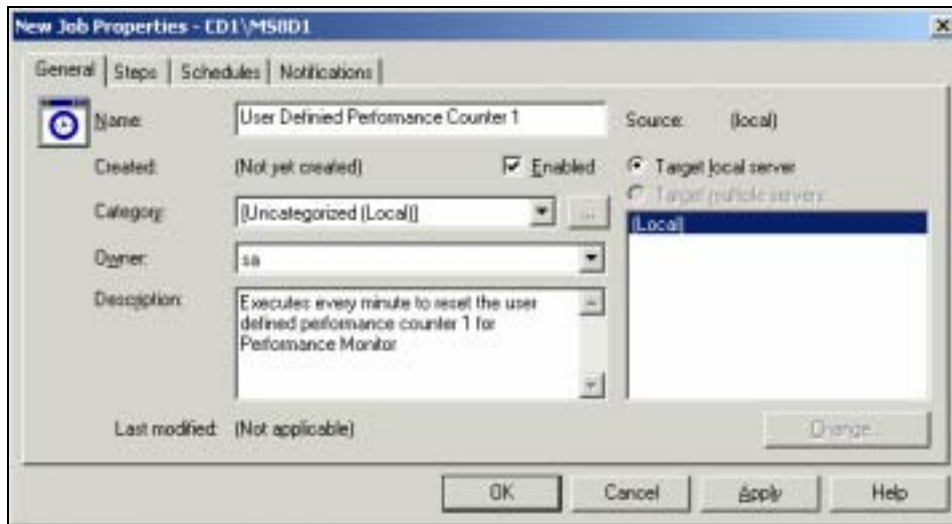 New Job Properties - CD1\MS8D1
General Steps Schedules Notifications
Name: User Definied Performance Counter 1 Source: (local)
Created: (Not yet created) Enabled Target local server
Target multiple servers
Category: [Uncategorized (Local)] ...
(Local)
Owner: sa
Description: Executes every minute to reset the user
defined performance counter 1 for
Performance Monitor
Last modified: (Not applicable) Change...
OK Cancel Apply Help